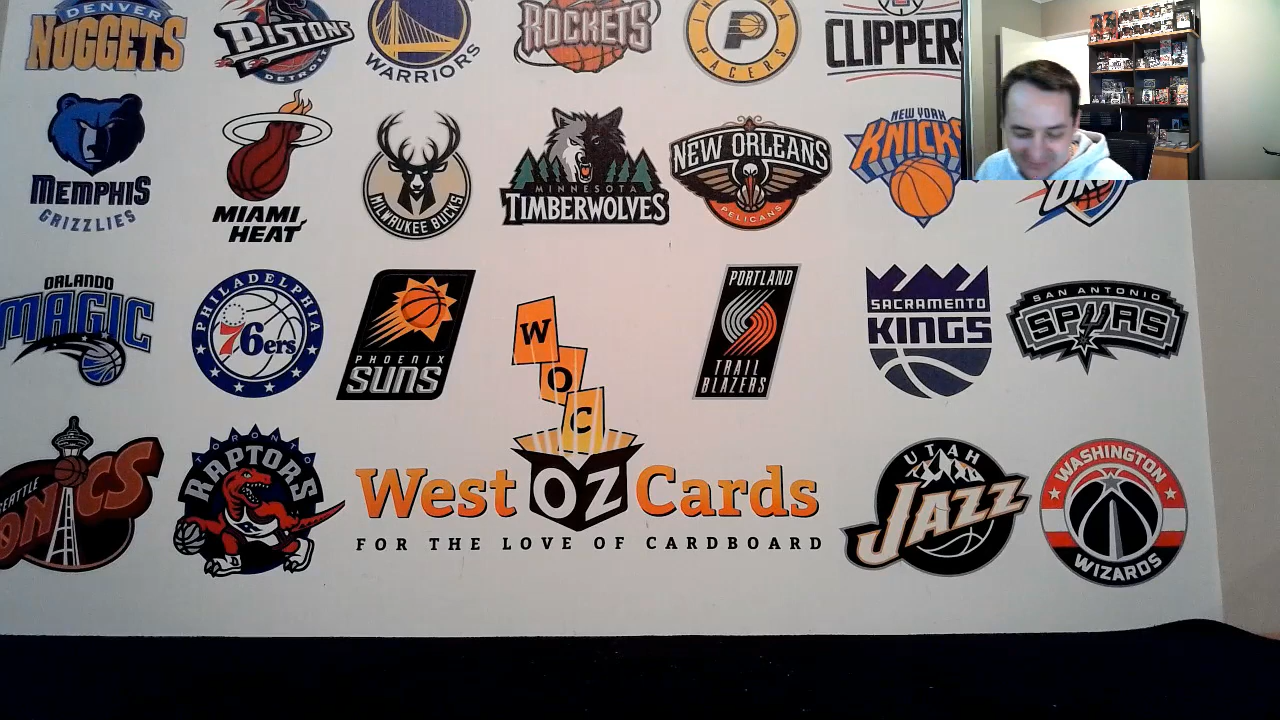 DENVER
NUGGETS
PISTONS
DETROIT
WARRIORS
ROCKETS
INDIANA
PACERS
CLIPPERS
MEMPHIS
GRIZZLIES
MIAMI
HEAT
MILWAUKEE BUCKS
MINNESOTA
TIMBERWOLVES
NEW ORLEANS
PELICANS
NEW YORK
KNICKS
OKC
ORLANDO
MAGIC
PHILADELPHIA
76ers
PHOENIX
SUNS
W
O
C
PORTLAND
TRAIL
BLAZERS
SACRAMENTO
KINGS
SAN ANTONIO
SPURS
SEATTLE
SONICS
TORONTO
RAPTORS
West OZ Cards
FOR THE LOVE OF CARDBOARD
UTAH
JAZZ
WASHINGTON
WIZARDS